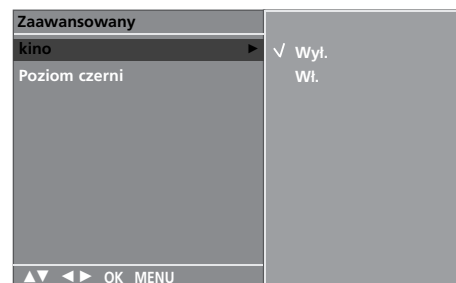 Zaawansowany
kino ►
Poziom czerni
√ Wył.
Wł.
▲▼ ◄► OK MENU